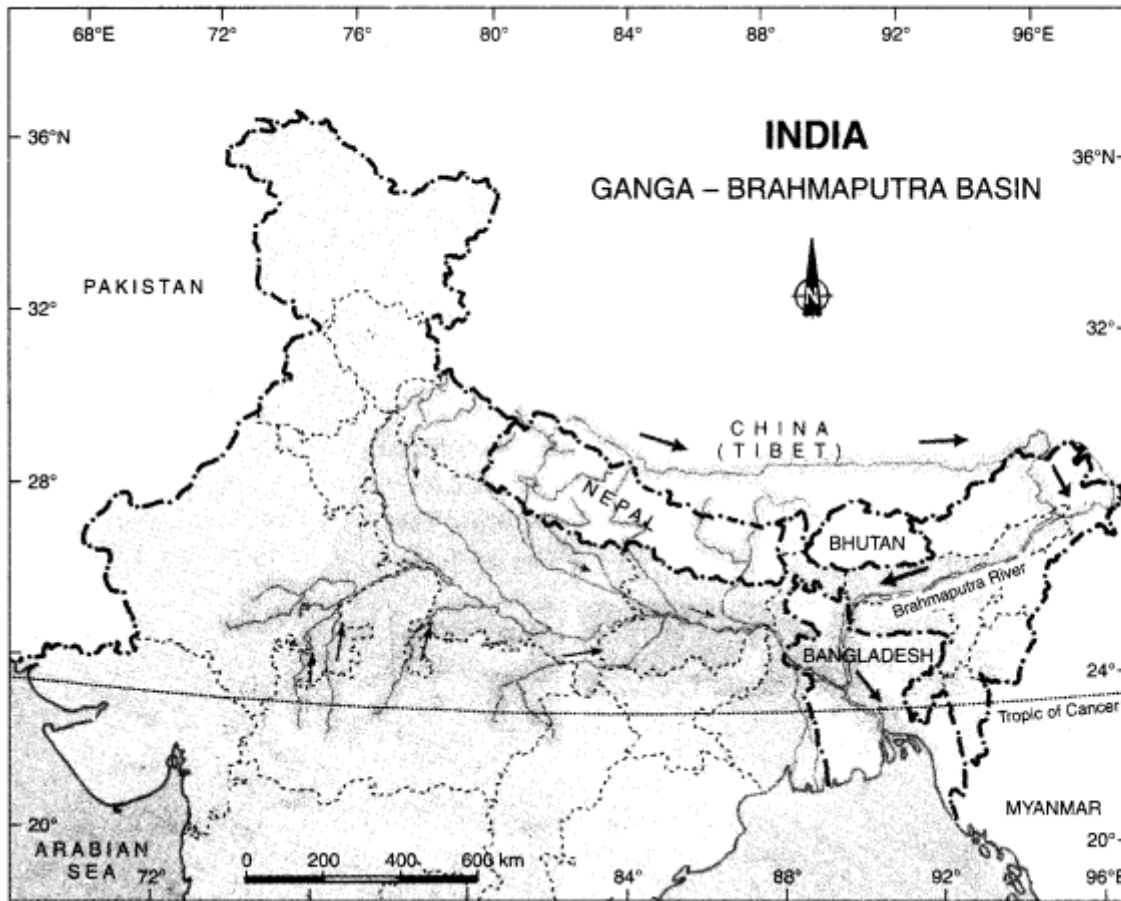 68°E 72° 76° 80° 84° 88° 92° 96°E
36°N
INDIA
36°N
GANGA – BRAHMAPUTRA BASIN
PAKISTAN
N
32°
32°
CHINA
(TIBET)
28°
28°
NEPAL
BHUTAN
Brahmaputra River
BANGLADESH
24°
Tropic of Cancer
MYANMAR
20°
20°
ARABIAN
SEA
0 200 400 600 km
72° 84° 88° 92° 96°E